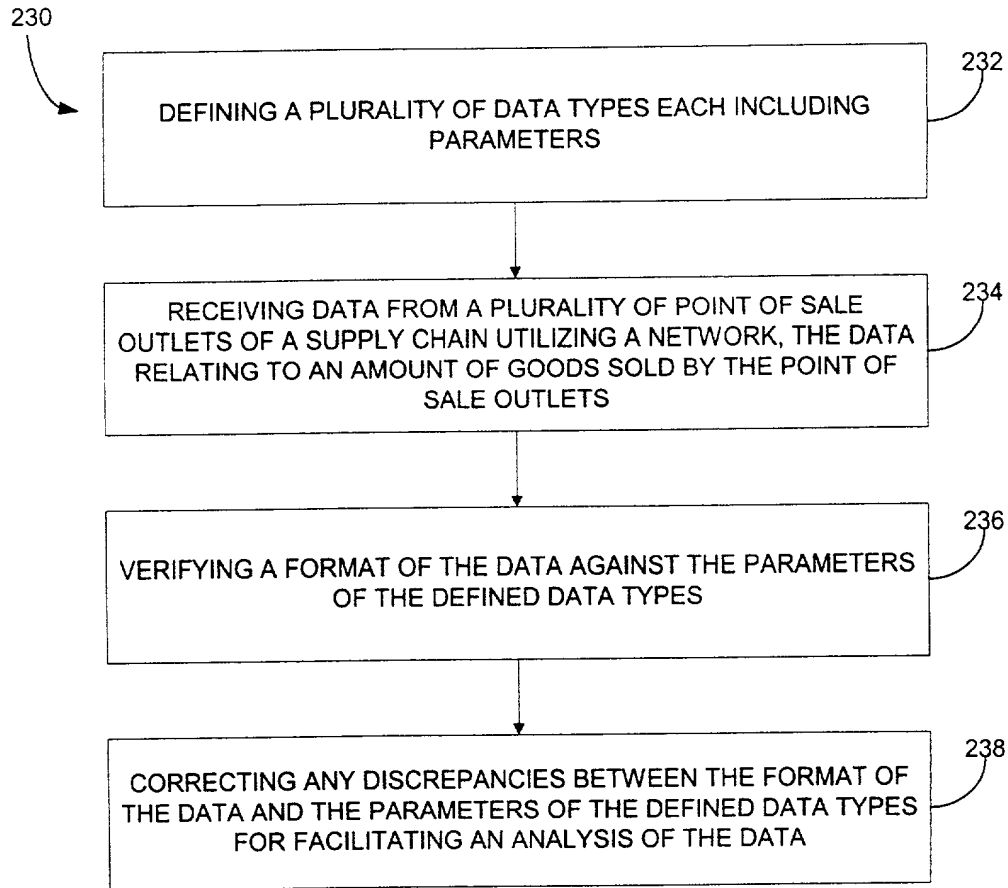 230
232
DEFINING A PLURALITY OF DATA TYPES EACH INCLUDING
PARAMETERS
234
RECEIVING DATA FROM A PLURALITY OF POINT OF SALE
OUTLETS OF A SUPPLY CHAIN UTILIZING A NETWORK, THE DATA
RELATING TO AN AMOUNT OF GOODS SOLD BY THE POINT OF
SALE OUTLETS
236
VERIFYING A FORMAT OF THE DATA AGAINST THE PARAMETERS
OF THE DEFINED DATA TYPES
238
CORRECTING ANY DISCREPANCIES BETWEEN THE FORMAT OF
THE DATA AND THE PARAMETERS OF THE DEFINED DATA TYPES
FOR FACILITATING AN ANALYSIS OF THE DATA